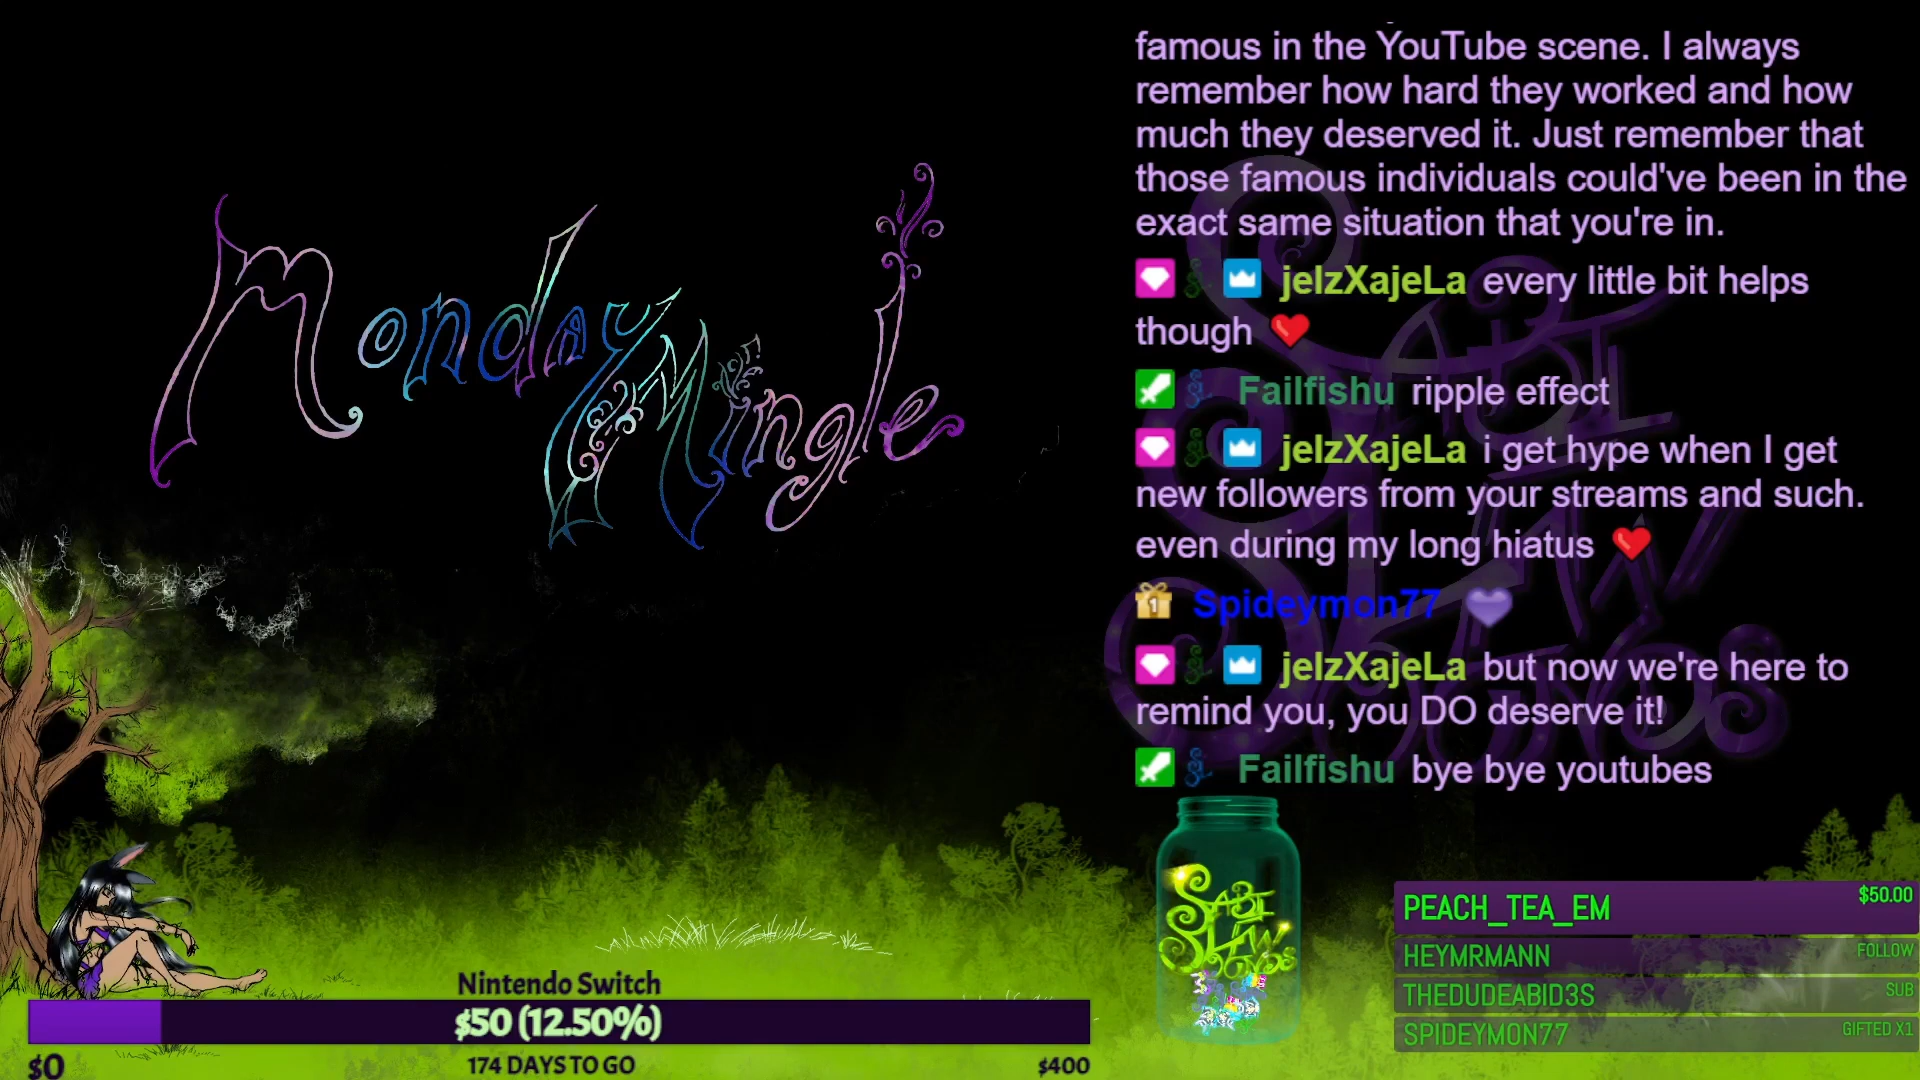 Monday
Mingle
famous in the YouTube scene. I always
remember how hard they worked and how
much they deserved it. Just remember that
those famous individuals could've been in the
exact same situation that you're in.
jelzXajeLa every little bit helps
though
Failfishu ripple effect
jelzXajeLa i get hype when I get
new followers from your streams and such.
even during my long hiatus
1 Spideymon77
jelzXajeLa but now we're here to
remind you, you DO deserve it!
Failfishu bye bye youtubes
PEACH_TEA_EM $50.00
HEYMRMANN FOLLOW
THEDUDEABID3S SUB
SPIDEYMON77 GIFTED X1
Nintendo Switch
$50 (12.50%)
$0 174 DAYS TO GO $400